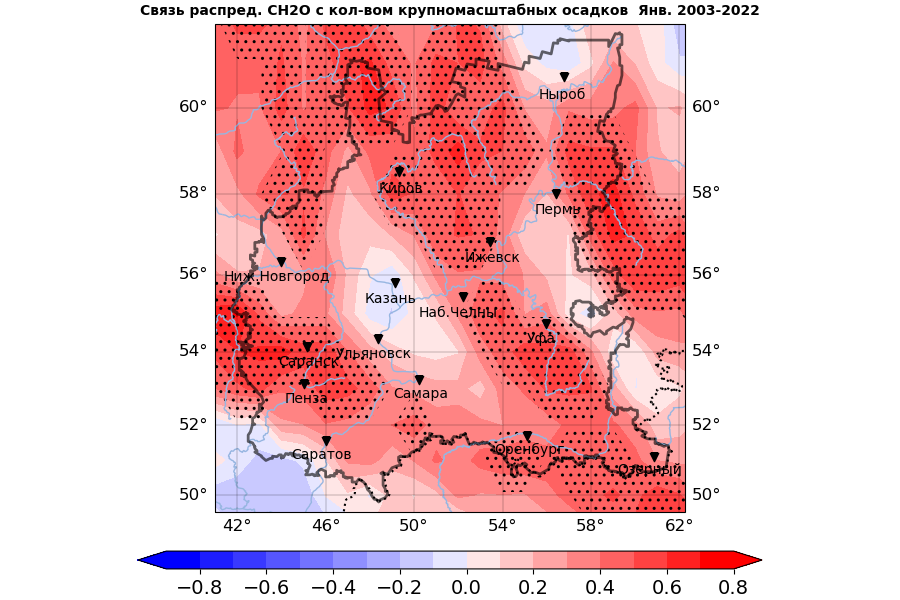 Связь распред. CH2O с кол-вом крупномасштабных осадков Янв. 2003-2022
Ныроб
60° 60°
Киров
58° 58°
Пермь
Ижевск
56° Ниж.Новгород 56°
Казань
Наб.Челны
Уфа
54° Саранск Ульяновск 54°
Самара
Пенза
52° 52°
Саратов Оренбург
Озерный
50° 50°
42° 46° 50° 54° 58° 62°
−0.8 −0.6 −0.4 −0.2 0.0 0.2 0.4 0.6 0.8